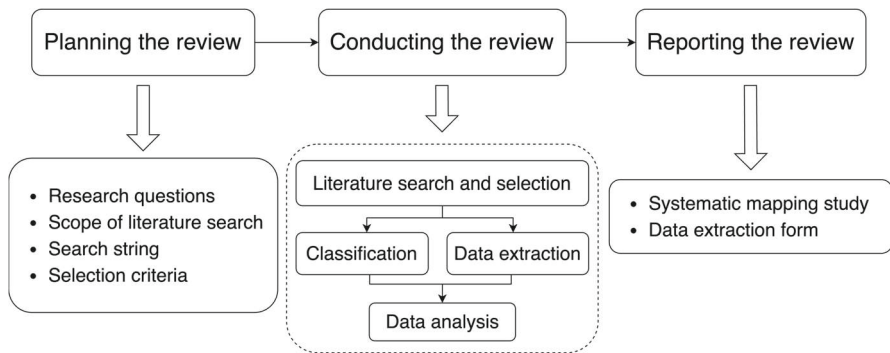 Planning the review
Conducting the review
Reporting the review
• Research questions
• Scope of literature search
• Search string
• Selection criteria
Literature search and selection
Classification
Data extraction
Data analysis
• Systematic mapping study
• Data extraction form